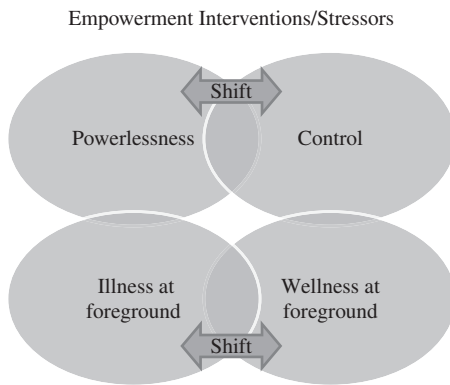 Empowerment Interventions/Stressors
Shift
Powerlessness
Control
Illness at
foreground
Wellness at
foreground
Shift